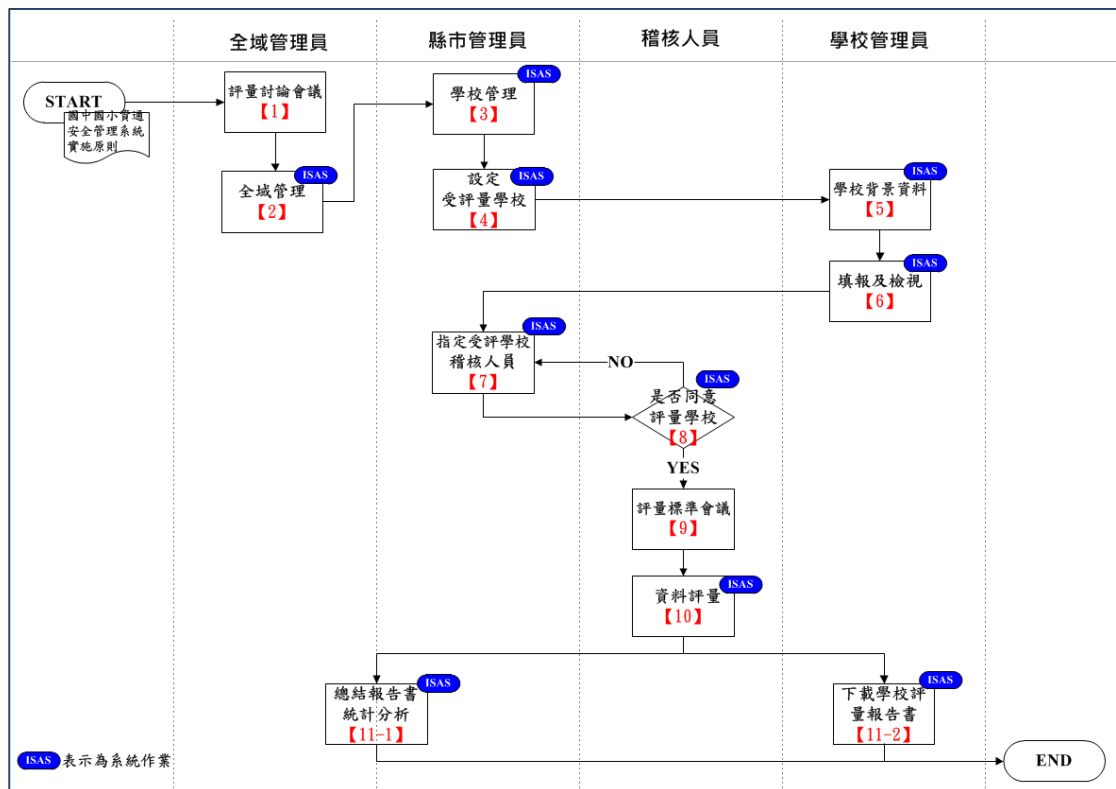 全域管理員
縣市管理員
稽核人員
學校管理員
START
國中國小資通
安全管理系統
實施原則
評量討論會議
【1】
ISAS
全域管理
【2】
ISAS
學校管理
【3】
ISAS
設定
受評量學校
【4】
ISAS
學校背景資料
【5】
ISAS
填報及檢視
【6】
ISAS
指定受評學校
稽核人員
【7】
NO
ISAS
是否同意
評量學校
【8】
YES
評量標準會議
【9】
ISAS
資料評量
【10】
ISAS
總結報告書
統計分析
【11-1】
ISAS
下載學校評
量報告書
【11-2】
ISAS 表示為系統作業
END